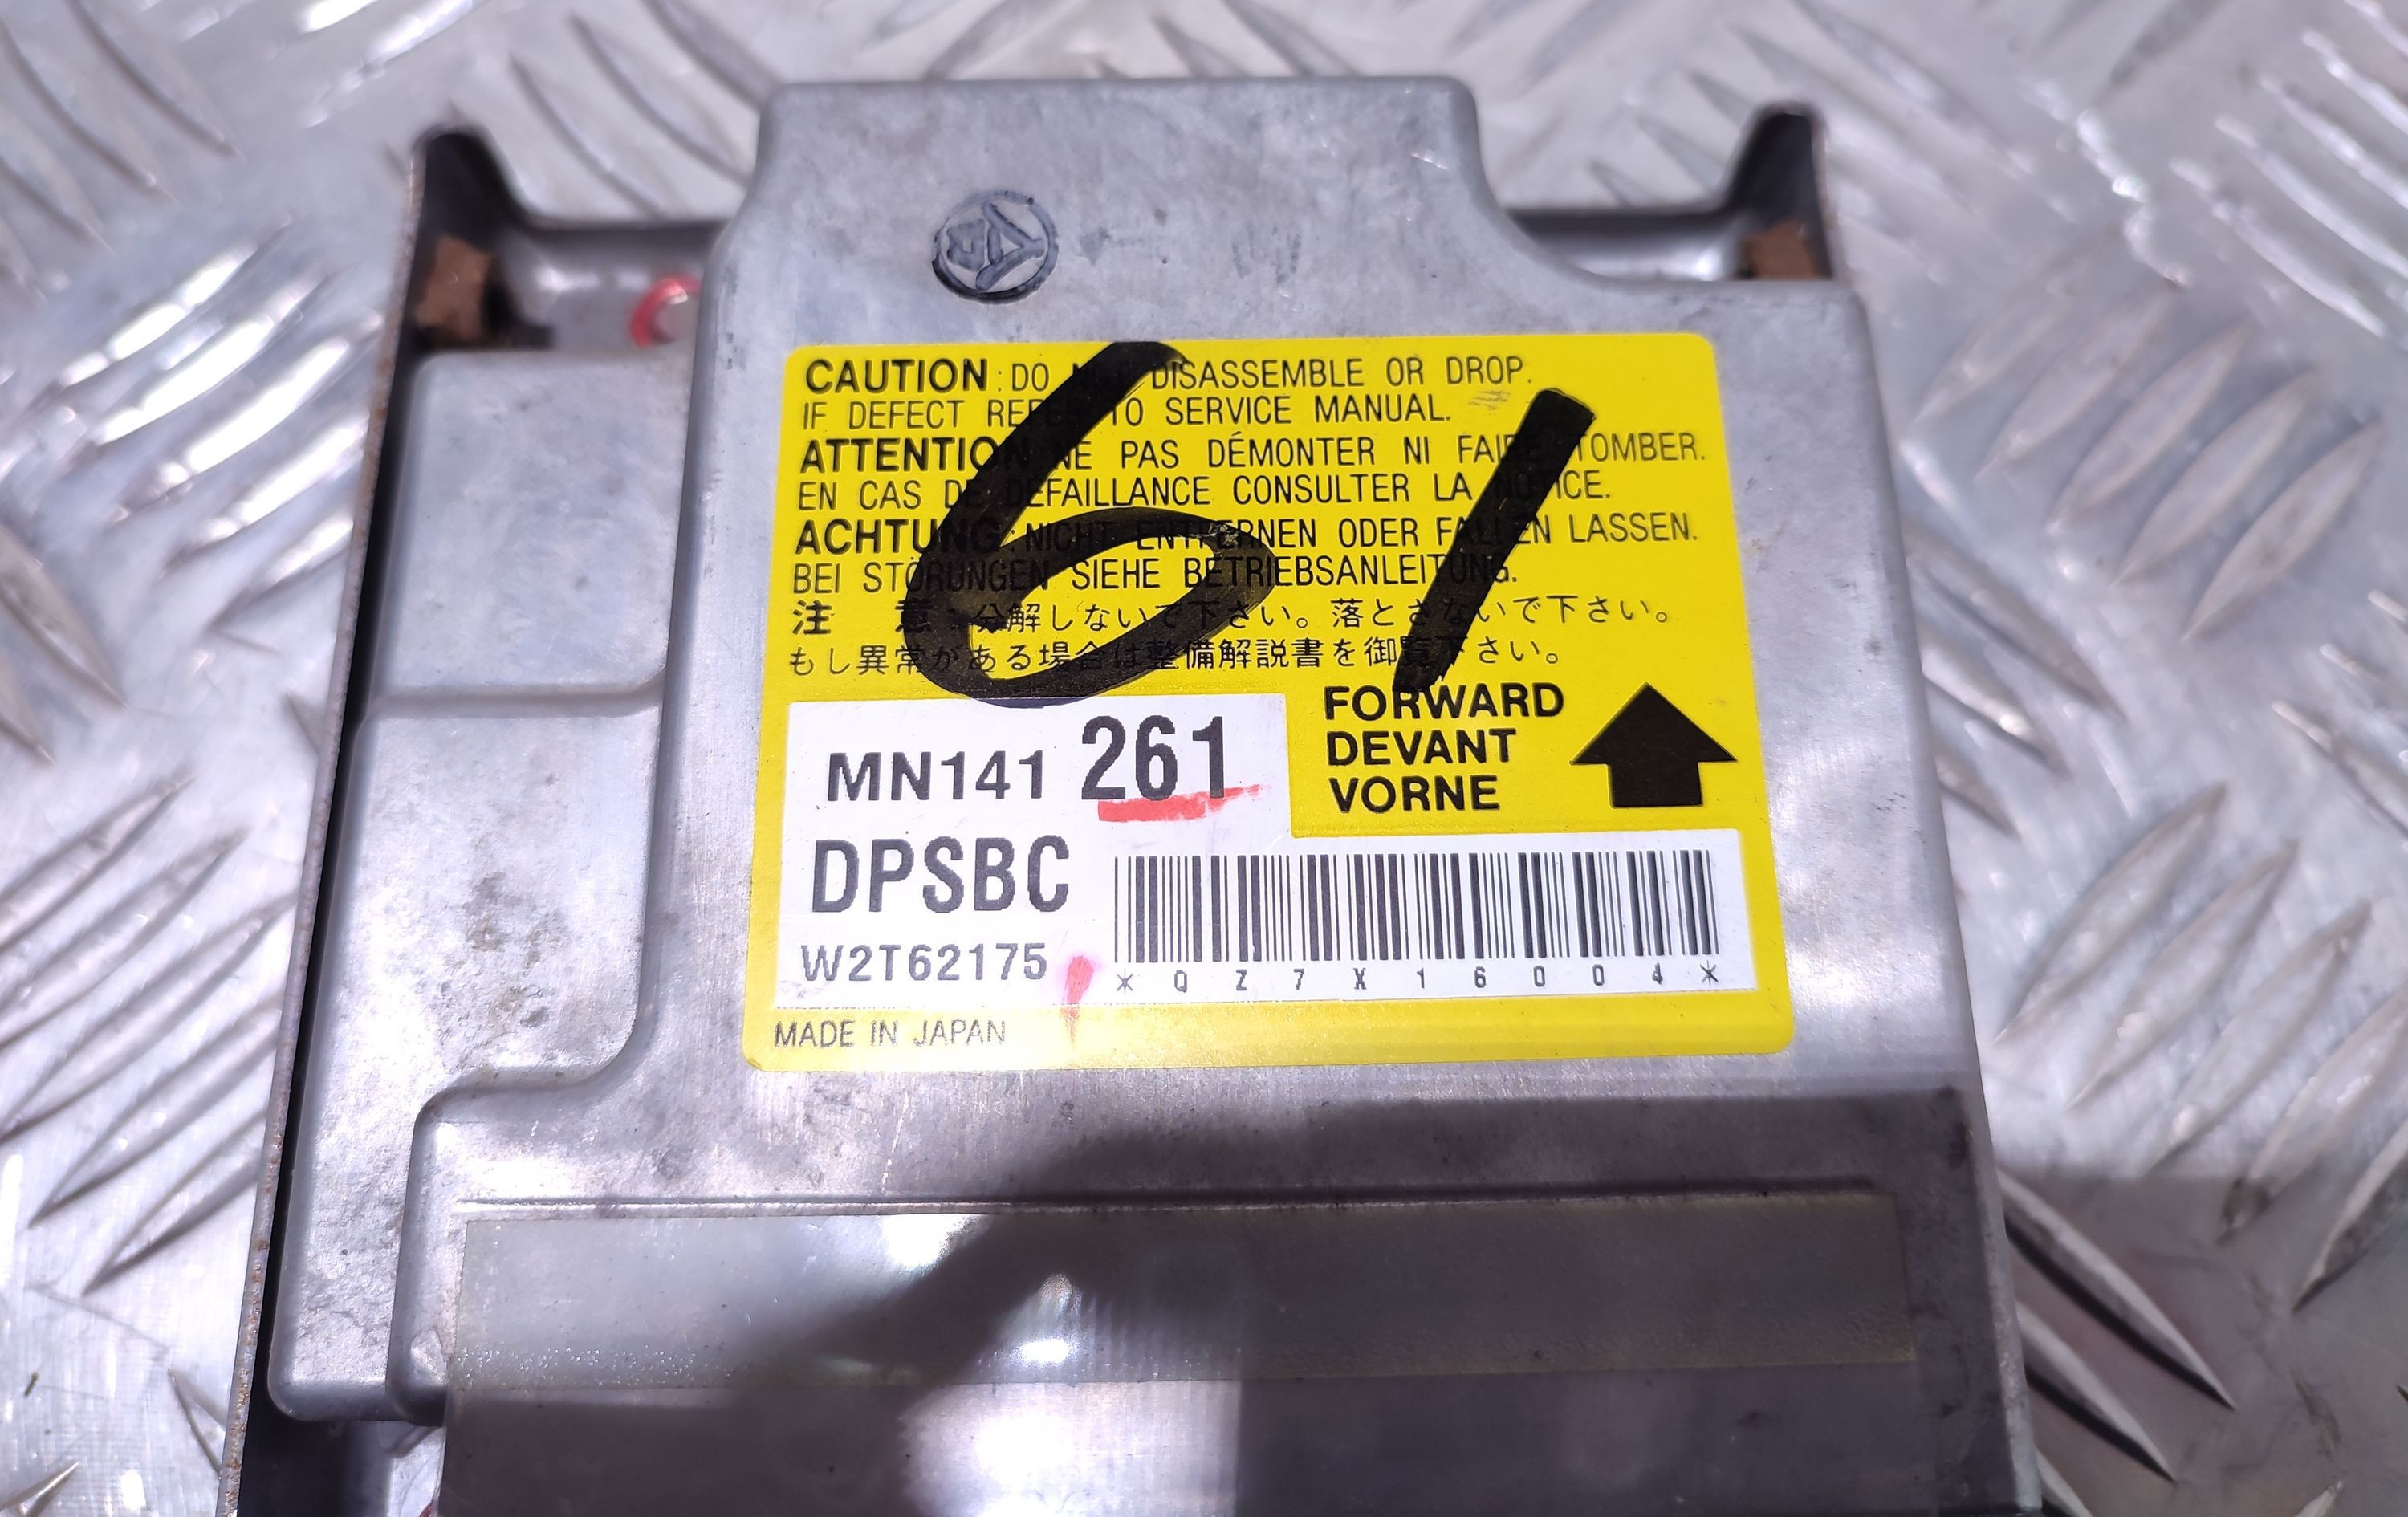 CAUTION: DO NOT DISASSEMBLE OR DROP.
IF DEFECT REFER TO SERVICE MANUAL.
ATTENTION: NE PAS DÉMONTER NI FAIRE TOMBER.
EN CAS DE DEFAILLANCE CONSULTER LA NOTICE.
ACHTUNG: NICHT ENTFERNEN ODER FALLEN LASSEN.
BEI STÖRUNGEN SIEHE BETRIEBSANLEITUNG.
注 意:分解しないで下さい。落とさないで下さい。
もし異常がある場合は整備解説書を御覧下さい。
61
MN141 261
FORWARD
DEVANT
VORNE
DPSBC
W2T62175
*QZ7X16004*
MADE IN JAPAN